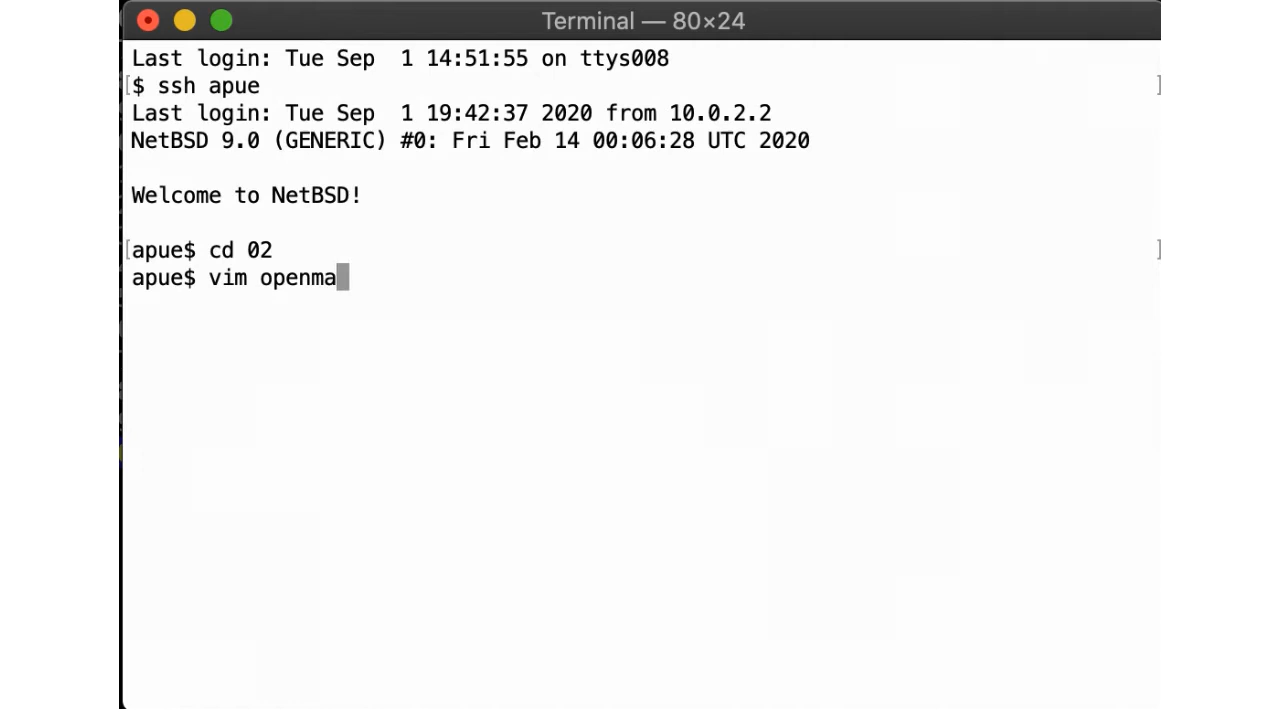 Terminal — 80×24
Last login: Tue Sep  1 14:51:55 on ttys008
[$ ssh apue ]
Last login: Tue Sep  1 19:42:37 2020 from 10.0.2.2
NetBSD 9.0 (GENERIC) #0: Fri Feb 14 00:06:28 UTC 2020
Welcome to NetBSD!
[apue$ cd 02 ]
apue$ vim openma